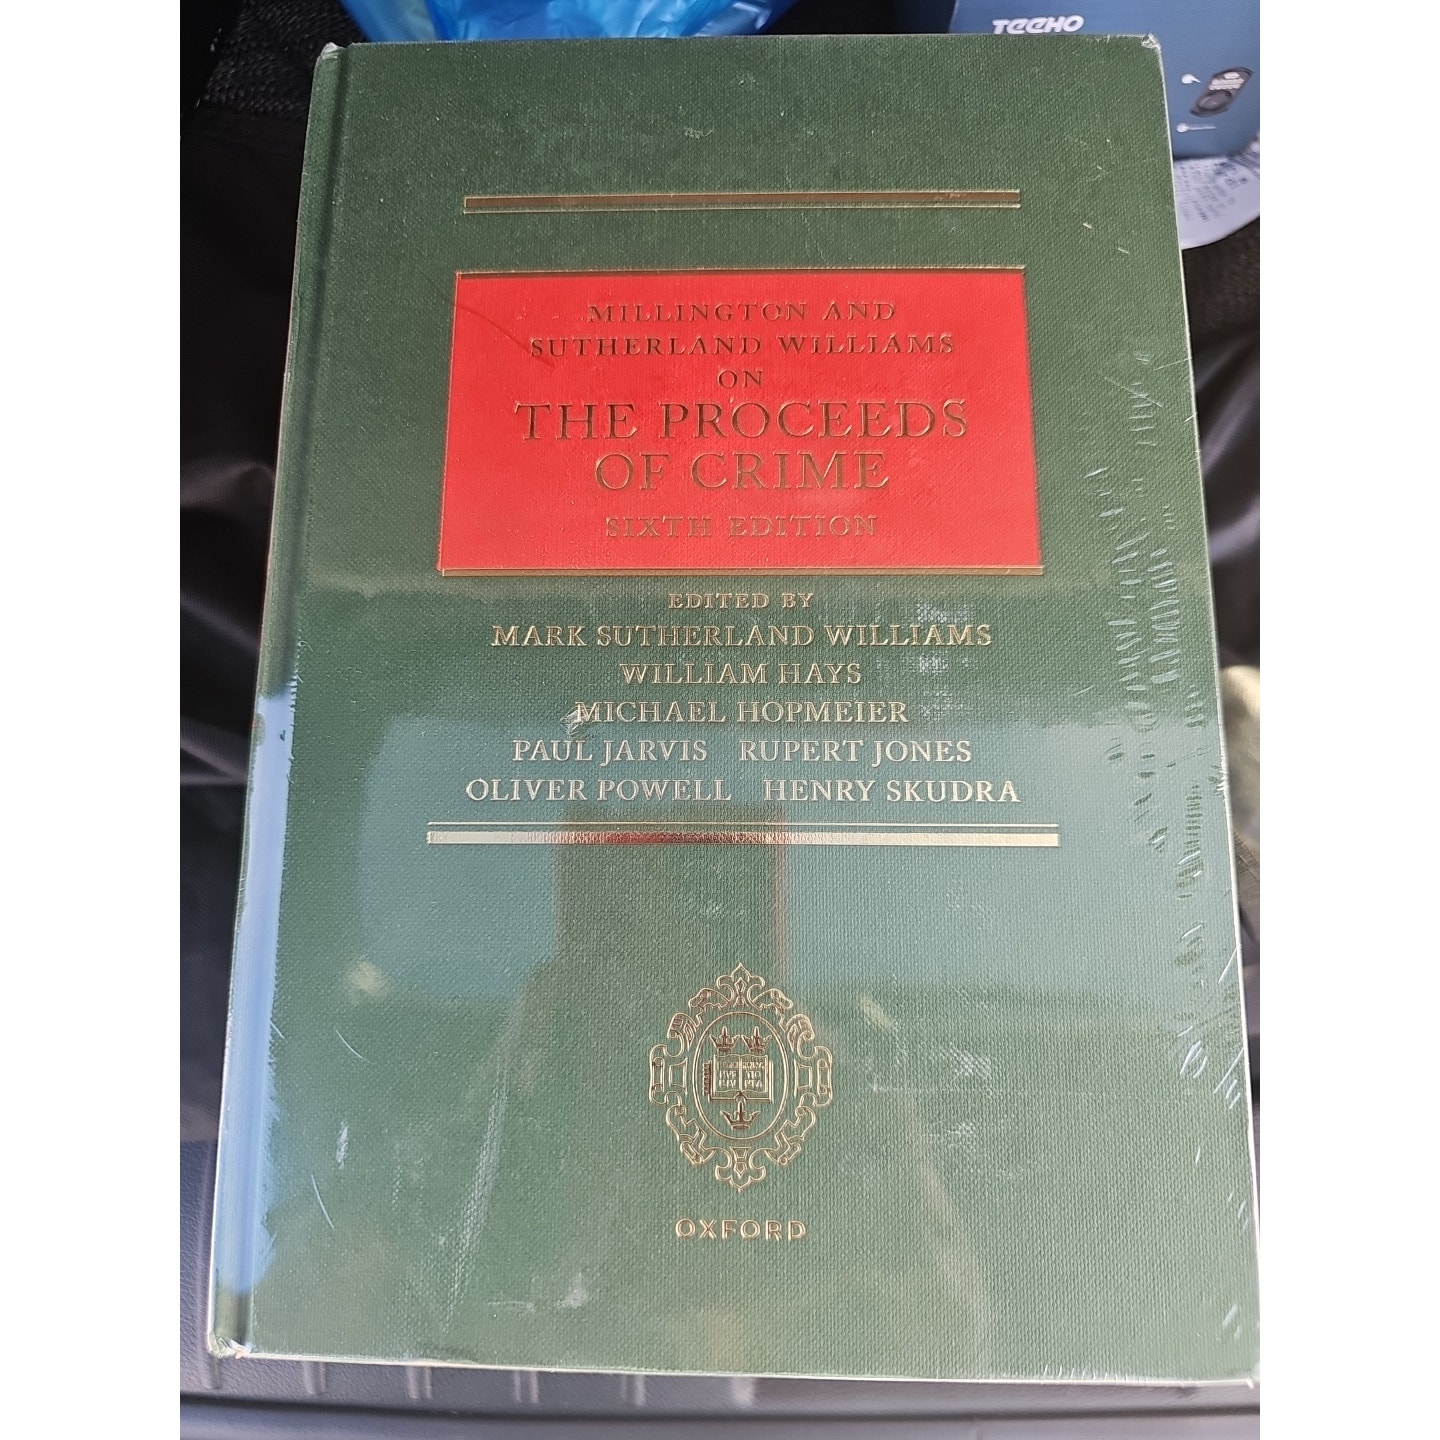 TEEHO
MILLINGTON AND
SUTHERLAND WILLIAMS
ON
THE PROCEEDS
OF CRIME
SIXTH EDITION
EDITED BY
MARK SUTHERLAND WILLIAMS
WILLIAM HAYS
MICHAEL HOPMEIER
PAUL JARVIS RUPERT JONES
OLIVER POWELL HENRY SKUDRA
OXFORD